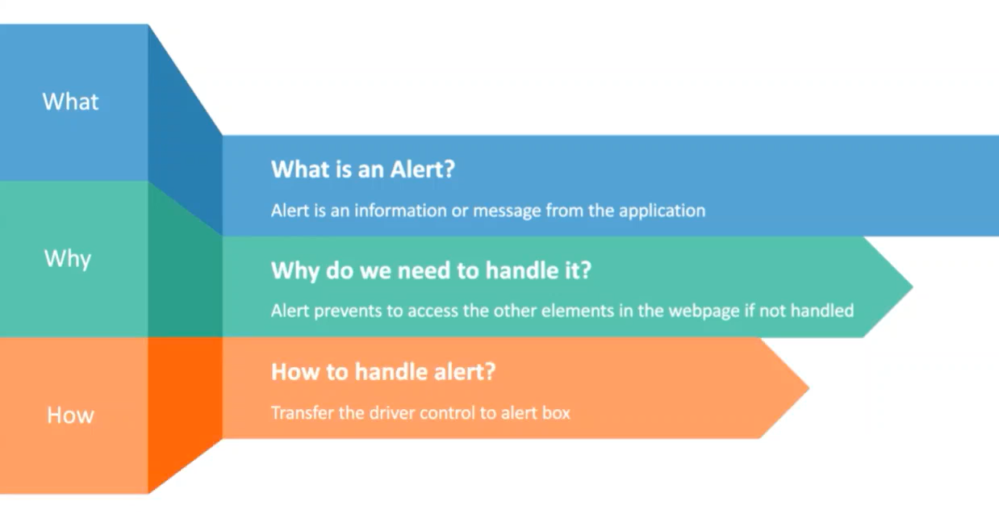 What
What is an Alert?
Alert is an information or message from the application
Why
Why do we need to handle it?
Alert prevents to access the other elements in the webpage if not handled
How
How to handle alert?
Transfer the driver control to alert box